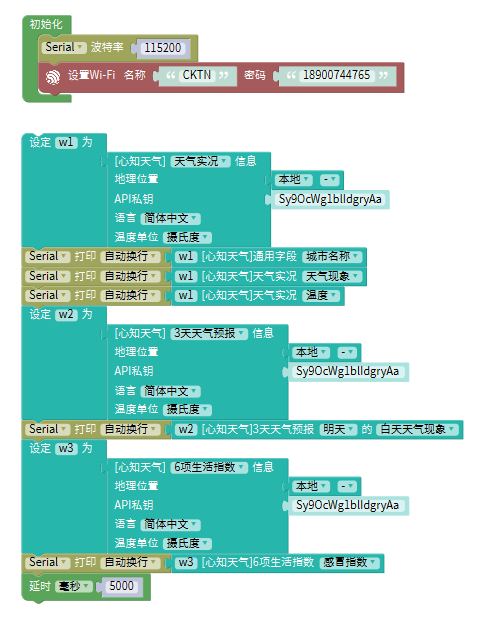 初始化
Serial 波特率 115200
设置Wi-Fi 名称 “ CKTN ” 密码 “ 18900744765 ”
设定 w1 为
[心知天气] 天气实况 信息
地理位置 本地 -
API私钥 Sy9OcWg1blIdgryAa
语言 简体中文
温度单位 摄氏度
Serial 打印 自动换行 w1 [心知天气]通用字段 城市名称
Serial 打印 自动换行 w1 [心知天气]天气实况 天气现象
Serial 打印 自动换行 w1 [心知天气]天气实况 温度
设定 w2 为
[心知天气] 3天天气预报 信息
地理位置 本地 -
API私钥 Sy9OcWg1blIdgryAa
语言 简体中文
温度单位 摄氏度
Serial 打印 自动换行 w2 [心知天气]3天天气预报 明天 的 白天天气现象
设定 w3 为
[心知天气] 6项生活指数 信息
地理位置 本地 -
API私钥 Sy9OcWg1blIdgryAa
语言 简体中文
温度单位 摄氏度
Serial 打印 自动换行 w3 [心知天气]6项生活指数 感冒指数
延时 毫秒 5000